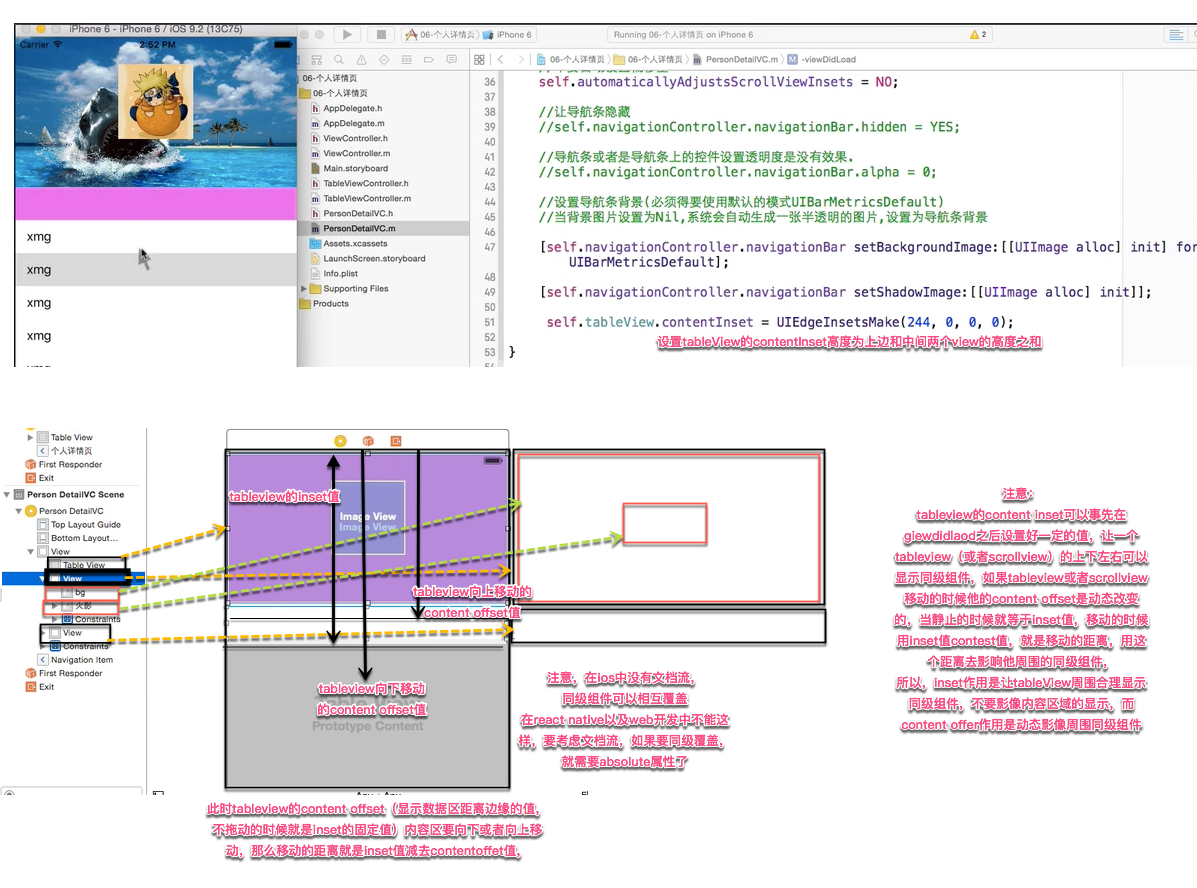 iPhone 6 - iPhone 6 / iOS 9.2 (13C75)
Carrier
2:52 PM
xmg
xmg
xmg
xmg
06-个人详情页
iPhone 6
Running 06-个人详情页 on iPhone 6
2
06-个人详情页
06-个人详情页
PersonDetailVC.m
-viewDidLoad
06-个人详情页
06-个人详情页
AppDelegate.h
AppDelegate.m
ViewController.h
ViewController.m
Main.storyboard
TableViewController.h
TableViewController.m
PersonDetailVC.h
PersonDetailVC.m
Assets.xcassets
LaunchScreen.storyboard
Info.plist
Supporting Files
Products
36 self.automaticallyAdjustsScrollViewInsets = NO;
37
38 //让导航条隐藏
39 //self.navigationController.navigationBar.hidden = YES;
40
41 //导航条或者是导航条上的控件设置透明度是没有效果.
42 //self.navigationController.navigationBar.alpha = 0;
43
44 //设置导航条背景(必须得要使用默认的模式UIBarMetricsDefault)
45 //当背景图片设置为Nil,系统会自动生成一张半透明的图片,设置为导航条背景
46
47 [self.navigationController.navigationBar setBackgroundImage:[[UIImage alloc] init] for
UIBarMetricsDefault];
48
49 [self.navigationController.navigationBar setShadowImage:[[UIImage alloc] init]];
50
51 self.tableView.contentInset = UIEdgeInsetsMake(244, 0, 0, 0);
52
设置tableView的contentInset高度为上边和中间两个view的高度之和
53 }
Table View
个人详情页
First Responder
Exit
Person DetailVC Scene
Person DetailVC
Top Layout Guide
Bottom Layout...
View
Table View
View
bg
火影
Constraints
View
Constraints
Navigation Item
First Responder
Exit
tableview的inset值
Image View
Image View
tableview向上移动的
content offset值
tableview向下移动
的content offset值
Prototype Content
注意，在ios中没有文档流，
同级组件可以相互覆盖
在react native以及web开发中不能这
样，要考虑文档流，如果要同级覆盖，
就需要absolute属性了
注意：
tableview的content inset可以事先在
giewdidlaod之后设置好一定的值，让一个
tableview（或者scrollview）的上下左右可以
显示同级组件，如果tableview或者scrollview
移动的时候他的content offset是动态改变
的，当静止的时候就等于inset值，移动的时候
用inset值contest值，就是移动的距离，用这
个距离去影响他周围的同级组件，
所以，inset作用是让tableView周围合理显示
同级组件，不要影像内容区域的显示，而
content offer作用是动态影像周围同级组件
此时tableview的content offset（显示数据区距离边缘的值，
不拖动的时候就是inset的固定值）内容区要向下或者向上移
动，那么移动的距离就是inset值减去contentoffet值，